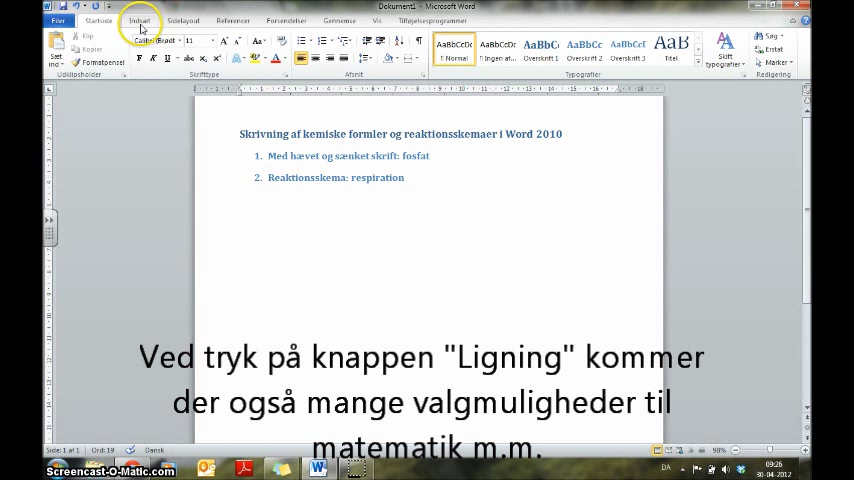 Dokument1 - Microsoft Word
Filer Startside Indsæt Sidelayout Referencer Forsendelser Gennemse Vis Tilføjelsesprogrammer
Sæt ind
Klip
Kopier
Formatpensel
Udklipsholder
Calibri (Brødt 11
Skrifttype
Afsnit
AaBbCcDc AaBbCcDc AaBbC AaBbCc AaBbCc AaB
¶ Normal ¶ Ingen af... Overskrift 1 Overskrift 2 Overskrift 3 Titel
Skift typografier
Typografier
Søg
Erstat
Marker
Redigering
Skrivning af kemiske formler og reaktionsskemaer i Word 2010
1. Med hævet og sænket skrift: fosfat
2. Reaktionsskema: respiration
Ved tryk på knappen "Ligning" kommer
der også mange valgmuligheder til
matematik m.m.
Side: 1 af 1 Ord: 19 Dansk 98%
Screencast-O-Matic.com
DA 09:26
30-04-2012